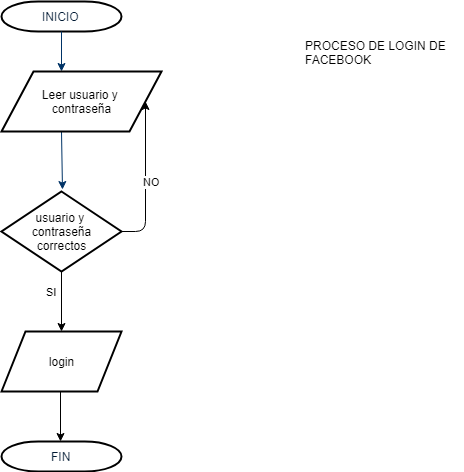 INICIO
PROCESO DE LOGIN DE
FACEBOOK
Leer usuario y
contraseña
NO
usuario y
contraseña
correctos
SI
login
FIN